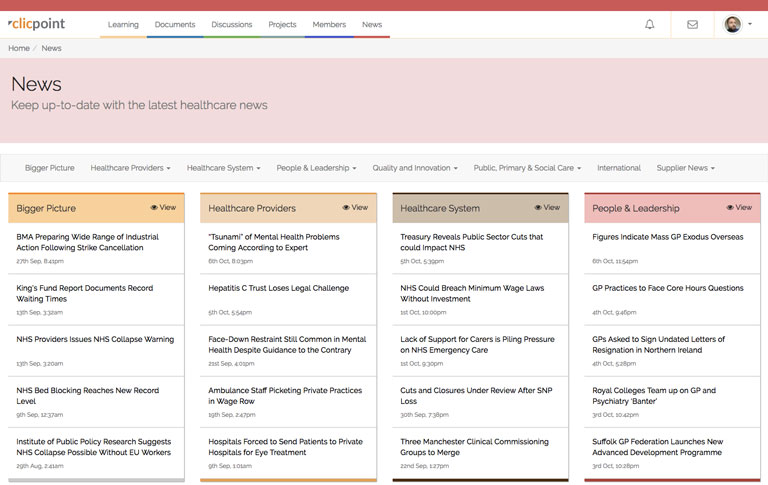 clicpoint
Learning Documents Discussions Projects Members News
Home / News
News
Keep up-to-date with the latest healthcare news
Bigger Picture Healthcare Providers Healthcare System People & Leadership Quality and Innovation Public, Primary & Social Care International Supplier News
Bigger Picture View
BMA Preparing Wide Range of Industrial
Action Following Strike Cancellation
27th Sep, 8:41pm
King's Fund Report Documents Record
Waiting Times
13th Sep, 3:32am
NHS Providers Issues NHS Collapse Warning
13th Sep, 3:20am
NHS Bed Blocking Reaches New Record
Level
9th Sep, 12:37am
Institute of Public Policy Research Suggests
NHS Collapse Possible Without EU Workers
29th Aug, 2:41am
Healthcare Providers View
"Tsunami" of Mental Health Problems
Coming According to Expert
6th Oct, 8:03pm
Hepatitis C Trust Loses Legal Challenge
5th Oct, 5:54pm
Face-Down Restraint Still Common in Mental
Health Despite Guidance to the Contrary
21st Sep, 4:01pm
Ambulance Staff Picketing Private Practices
in Wage Row
19th Sep, 2:47pm
Hospitals Forced to Send Patients to Private
Hospitals for Eye Treatment
9th Sep, 1:01am
Healthcare System View
Treasury Reveals Public Sector Cuts that
could Impact NHS
5th Oct, 5:39pm
NHS Could Breach Minimum Wage Laws
Without Investment
1st Oct, 10:00pm
Lack of Support for Carers is Piling Pressure
on NHS Emergency Care
1st Oct, 9:30pm
Cuts and Closures Under Review After SNP
Loss
30th Sep, 7:38pm
Three Manchester Clinical Commissioning
Groups to Merge
22nd Sep, 1:27pm
People & Leadership View
Figures Indicate Mass GP Exodus Overseas
6th Oct, 11:54pm
GP Practices to Face Core Hours Questions
4th Oct, 9:46pm
GPs Asked to Sign Undated Letters of
Resignation in Northern Ireland
4th Oct, 5:28pm
Royal Colleges Team up on GP and
Psychiatry 'Banter'
3rd Oct, 10:42pm
Suffolk GP Federation Launches New
Advanced Development Programme
3rd Oct, 10:28pm